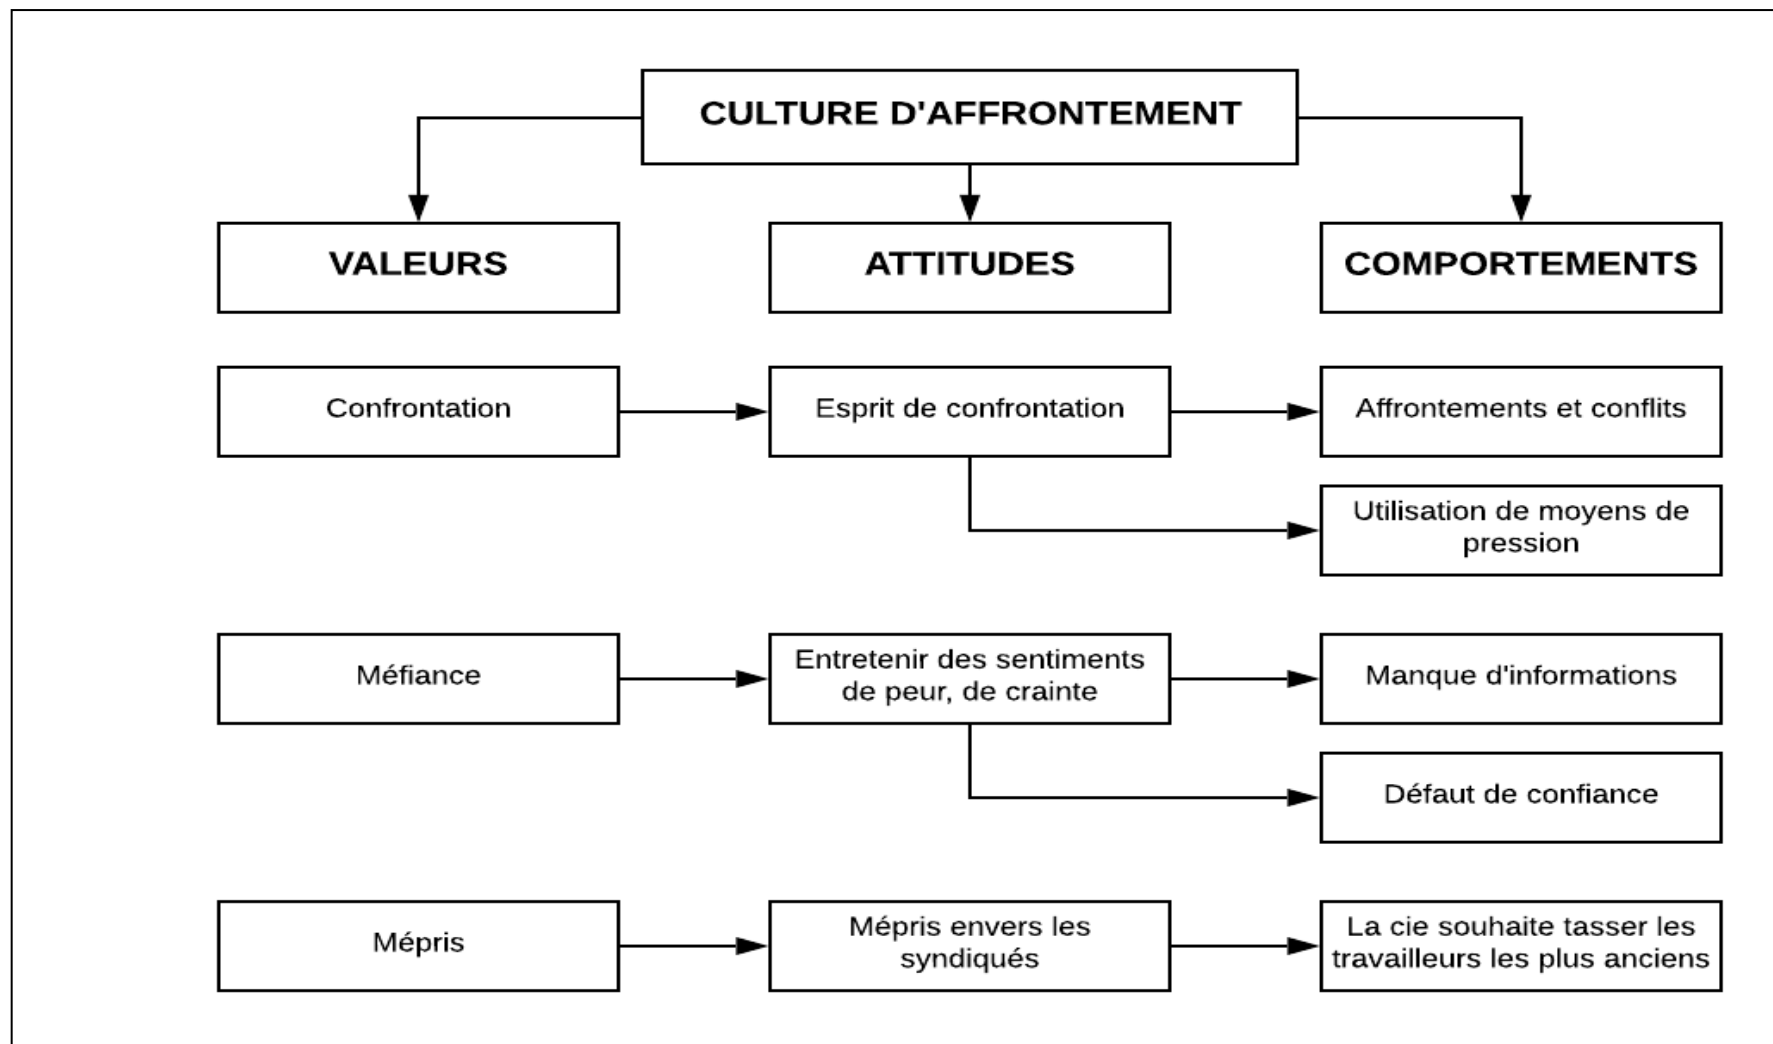 CULTURE D'AFFRONTEMENT
VALEURS
ATTITUDES
COMPORTEMENTS
Confrontation
Esprit de confrontation
Affrontements et conflits
Utilisation de moyens de
pression
Méfiance
Entretenir des sentiments
de peur, de crainte
Manque d'informations
Défaut de confiance
Mépris
Mépris envers les
syndiqués
La cie souhaite tasser les
travailleurs les plus anciens